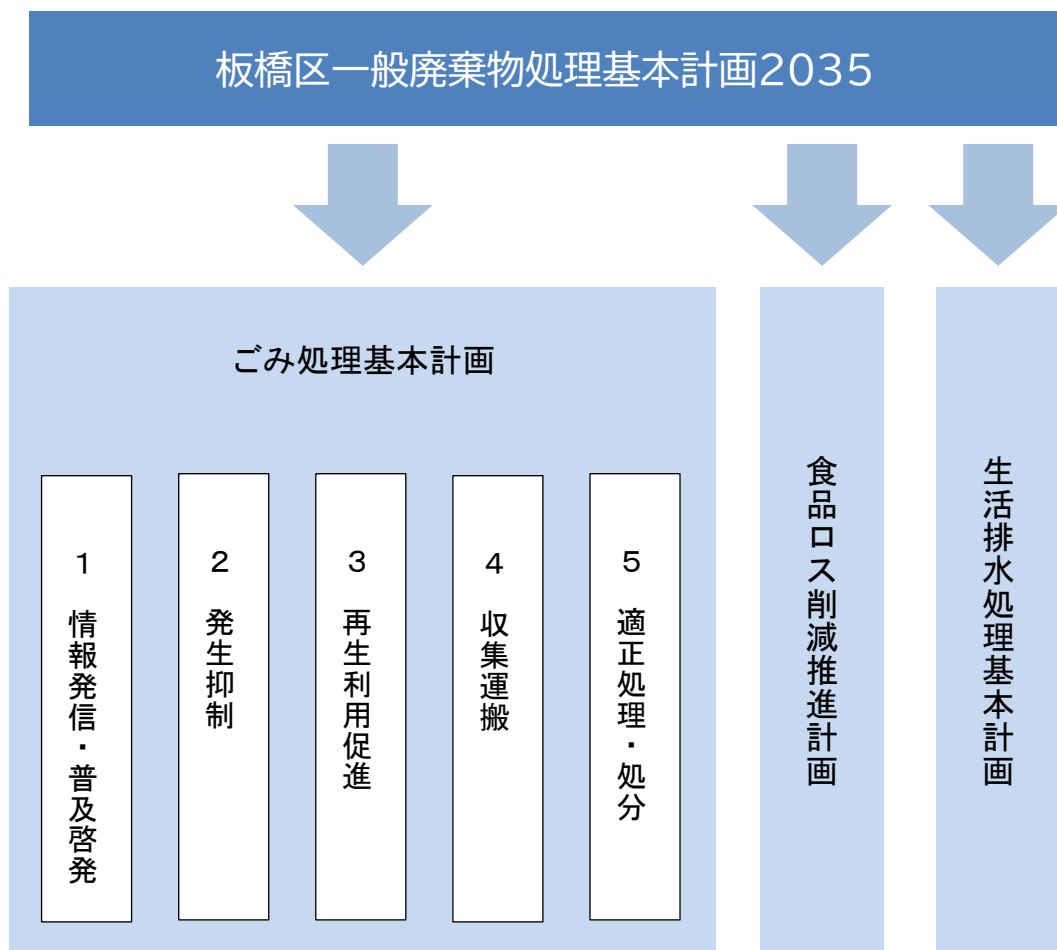 板橋区一般廃棄物処理基本計画2035
ごみ処理基本計画
1 情報発信・普及啓発
2 発生抑制
3 再生利用促進
4 収集運搬
5 適正処理・処分
食品ロス削減推進計画
生活排水処理基本計画